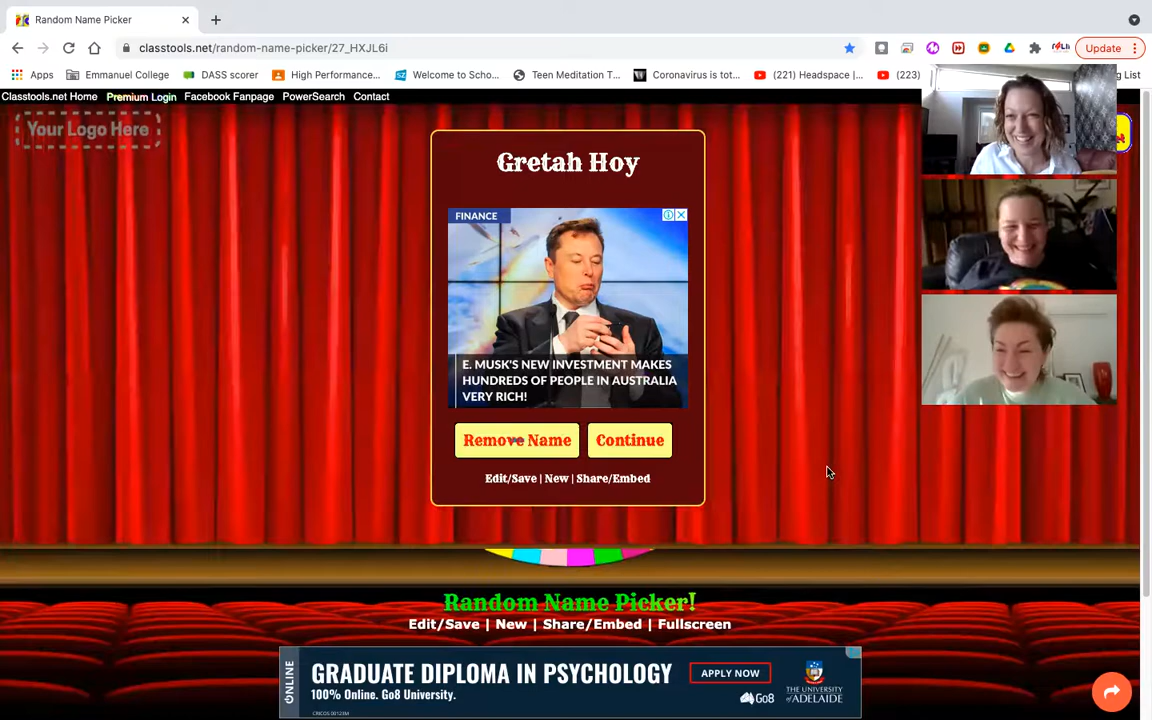 Random Name Picker
classtools.net/random-name-picker/27_HXJL6i
Update
Apps
Emmanuel College
DASS scorer
High Performance...
Welcome to Scho...
Teen Meditation T...
Coronavirus is tot...
(221) Headspace |...
(223)
g List
Classtools.net Home
Premium Login
Facebook Fanpage
PowerSearch
Contact
Your Logo Here
Gretah Hoy
FINANCE
E. MUSK'S NEW INVESTMENT MAKES
HUNDREDS OF PEOPLE IN AUSTRALIA
VERY RICH!
Remove Name
Continue
Edit/Save | New | Share/Embed
Random Name Picker!
Edit/Save | New | Share/Embed | Fullscreen
ONLINE
GRADUATE DIPLOMA IN PSYCHOLOGY
100% Online. Go8 University.
CRICOS 00123M
APPLY NOW
Go8
THE UNIVERSITY
of ADELAIDE